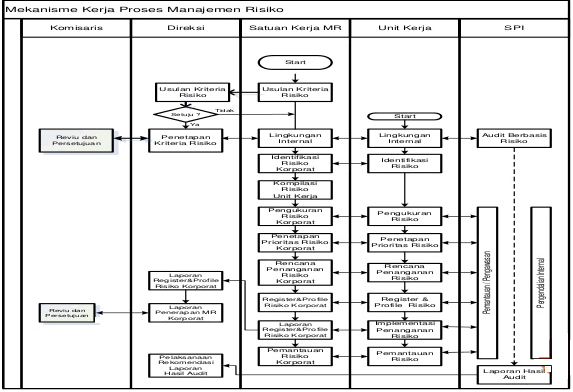 Mekanisme Kerja Proses Manajemen Risiko
Komisaris
Direksi
Satuan Kerja MR
Unit Kerja
SPI
Start
Usulan Kriteria
Risiko
Usulan Kriteria
Risiko
Setuju ?
Tidak
Ya
Start
Reviu dan
Persetujuan
Penetapan
Kriteria Risiko
Lingkungan
Internal
Lingkungan
Internal
Audit Berbasis
Risiko
Identifikasi
Risiko
Korporat
Identifikasi
Risiko
Kompilasi
Risiko
Unit Kerja
Pengukuran
Risiko
Korporat
Pengukuran
Risiko
Penetapan
Prioritas Risiko
Korporat
Penetapan
Prioritas Risiko
Rencana
Penanganan
Risiko
Korporat
Rencana
Penanganan
Risiko
Pemantauan / Pengawasan
Pengendalian Internal
Laporan
Register&Profile
Risiko Korporat
Register&Profile
Risiko Korporat
Register &
Profile Risiko
Reviu dan
Persetujuan
Laporan
Penerapan MR
Korporat
Laporan
Register&Profile
Risiko Korporat
Implementasi
Penanganan
Risiko
Pelaksanaan
Rekomendasi
Laporan
Hasil Audit
Pemantauan
Risiko
Korporat
Pemantauan
Risiko
Laporan Hasil
Audit